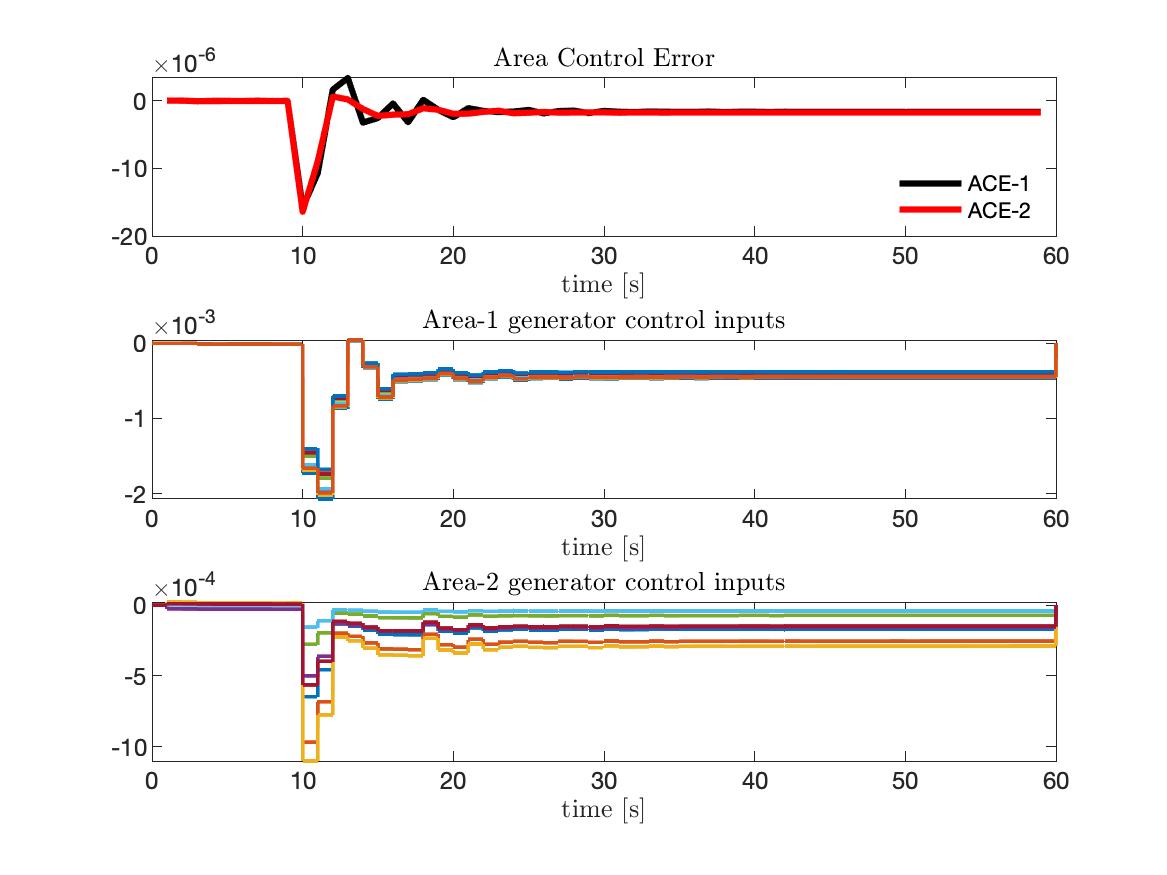 Area Control Error
×10-6
0
-10
-20
0 10 20 30 40 50 60
time [s]
ACE-1
ACE-2
Area-1 generator control inputs
×10-3
0
-1
-2
0 10 20 30 40 50 60
time [s]
Area-2 generator control inputs
×10-4
0
-5
-10
0 10 20 30 40 50 60
time [s]